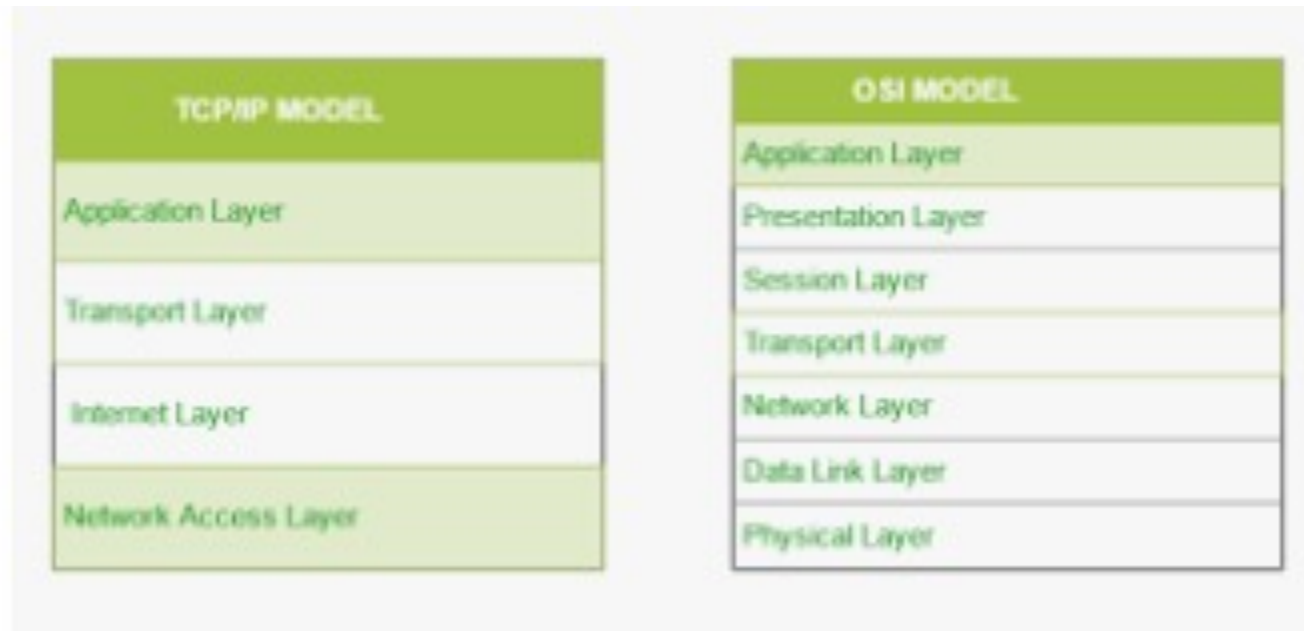 TCP/IP MODEL
Application Layer
Transport Layer
Internet Layer
Network Access Layer
OSI MODEL
Application Layer
Presentation Layer
Session Layer
Transport Layer
Network Layer
Data Link Layer
Physical Layer